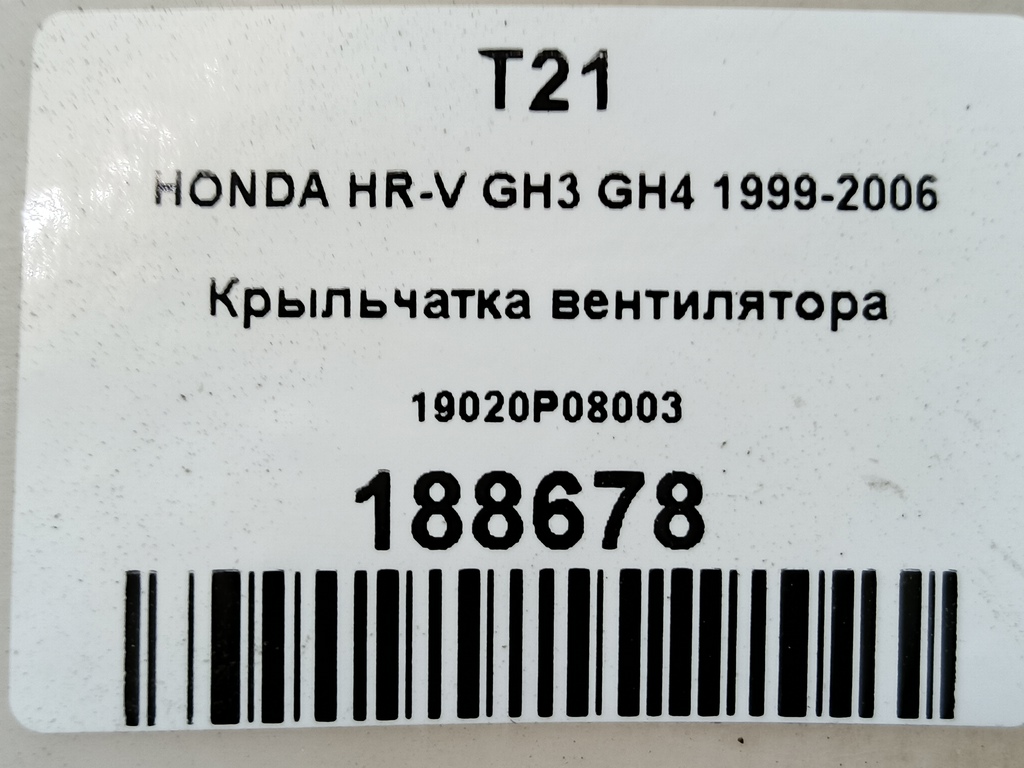 T21
HONDA HR-V GH3 GH4 1999-2006
Крыльчатка вентилятора
19020P08003
188678